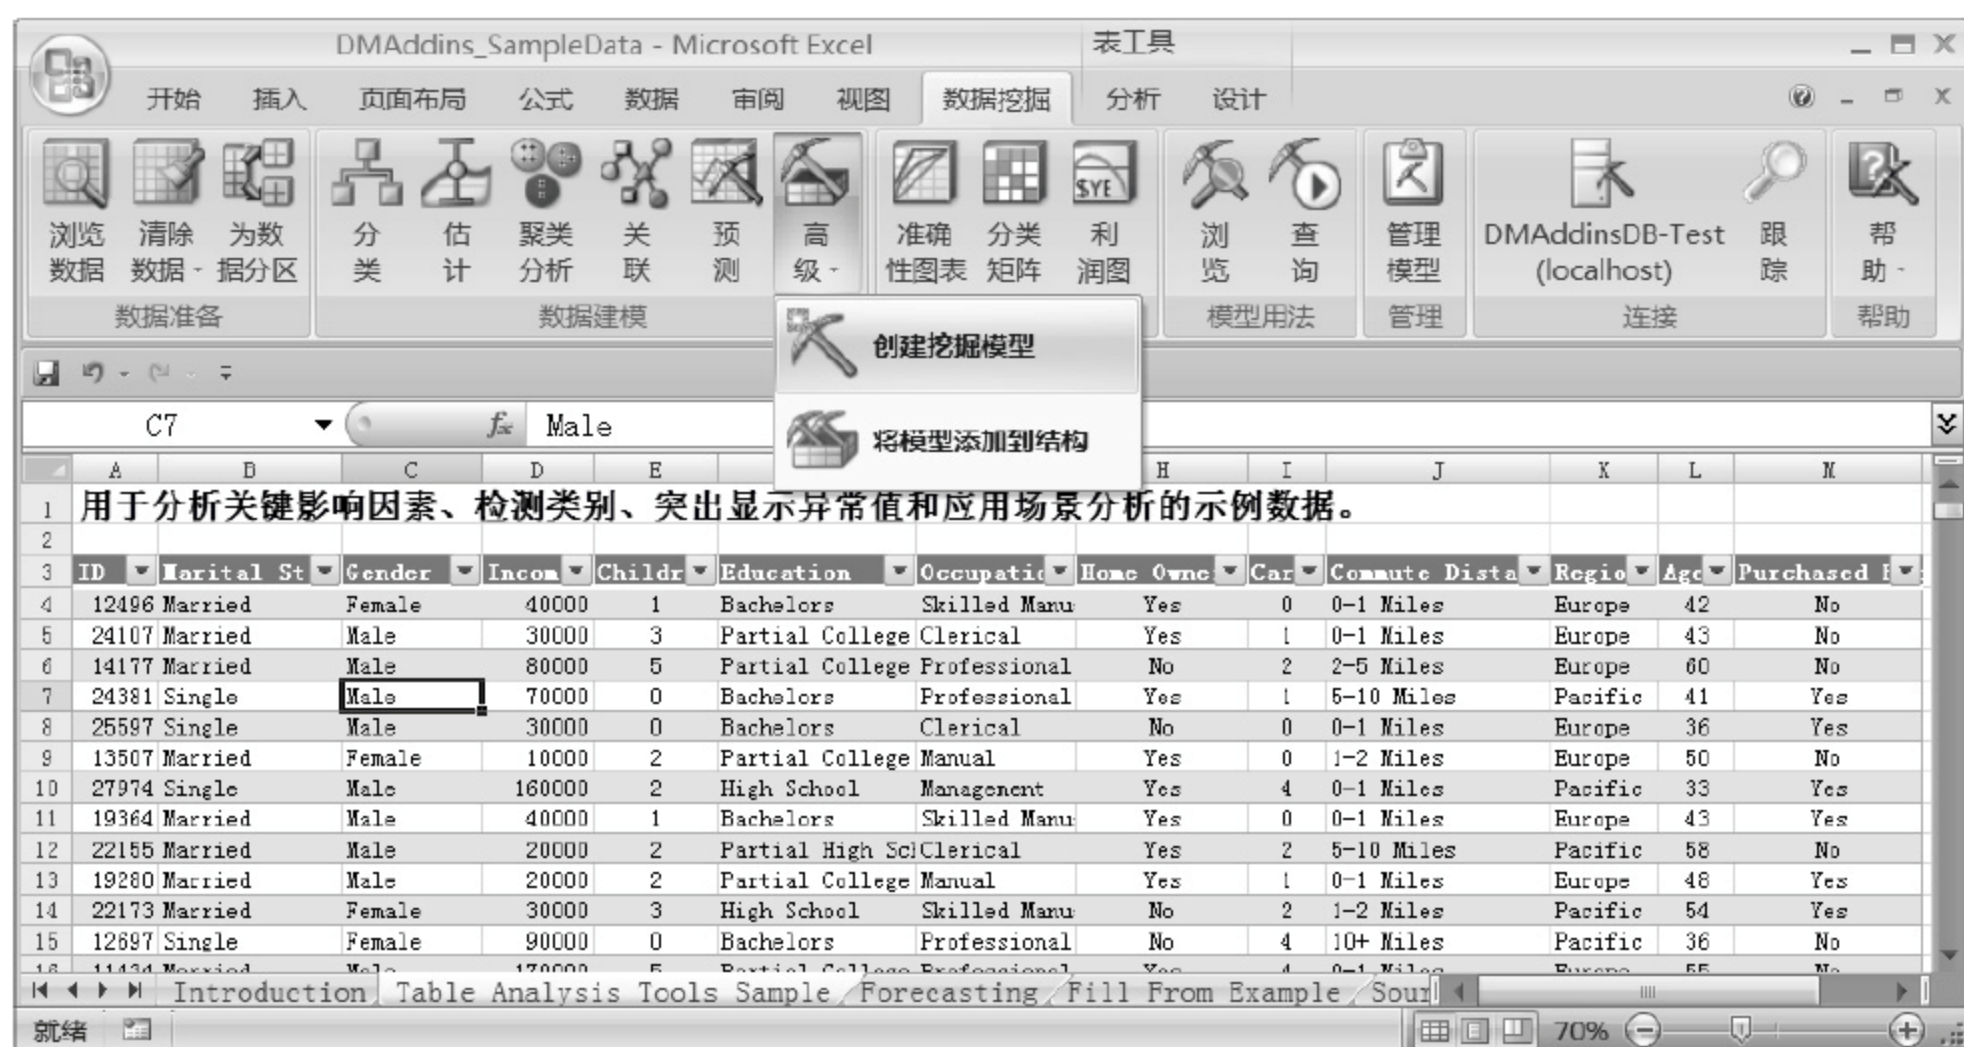 DMAddins_SampleData - Microsoft Excel 表工具
开始 插入 页面布局 公式 数据 审阅 视图 数据挖掘 分析 设计
浏览数据 清除数据 为数据分区 分类 估计 聚类分析 关联 预测 高级 准确性图表 分类矩阵 利润图 浏览 查询 管理模型 DMAddinsDB-Test (localhost) 跟踪 帮助
数据准备 数据建模 模型用法 管理 连接 帮助
创建挖掘模型
将模型添加到结构
C7 fx Male
A B C D E H I J K L M
1 用于分析关键影响因素、检测类别、突出显示异常值和应用场景分析的示例数据。
2
3 ID Marital St Gender Incom Childr Education Occupatio Home Owne Car Commute Dista Regio Age Purchased
4 12496 Married Female 40000 1 Bachelors Skilled Manu Yes 0 0-1 Miles Europe 42 No
5 24107 Married Male 30000 3 Partial College Clerical Yes 1 0-1 Miles Europe 43 No
6 14177 Married Male 80000 5 Partial College Professional No 2 2-5 Miles Europe 60 No
7 24381 Single Male 70000 0 Bachelors Professional Yes 1 5-10 Miles Pacific 41 Yes
8 25597 Single Male 30000 0 Bachelors Clerical No 0 0-1 Miles Europe 36 Yes
9 13507 Married Female 10000 2 Partial College Manual Yes 0 1-2 Miles Europe 50 No
10 27974 Single Male 160000 2 High School Management Yes 4 0-1 Miles Pacific 33 Yes
11 19364 Married Male 40000 1 Bachelors Skilled Manu Yes 0 0-1 Miles Europe 43 Yes
12 22155 Married Male 20000 2 Partial High Sc Clerical Yes 2 5-10 Miles Pacific 58 No
13 19280 Married Male 20000 2 Partial College Manual Yes 1 0-1 Miles Europe 48 Yes
14 22173 Married Female 30000 3 High School Skilled Manu No 2 1-2 Miles Pacific 54 Yes
15 12697 Single Female 90000 0 Bachelors Professional No 4 10+ Miles Pacific 36 No
16 11434 Married Male 170000 5 Partial College Professional Yes 4 0-1 Miles Europe 55 No
Introduction Table Analysis Tools Sample Forecasting Fill From Example Sour
就绪 70%